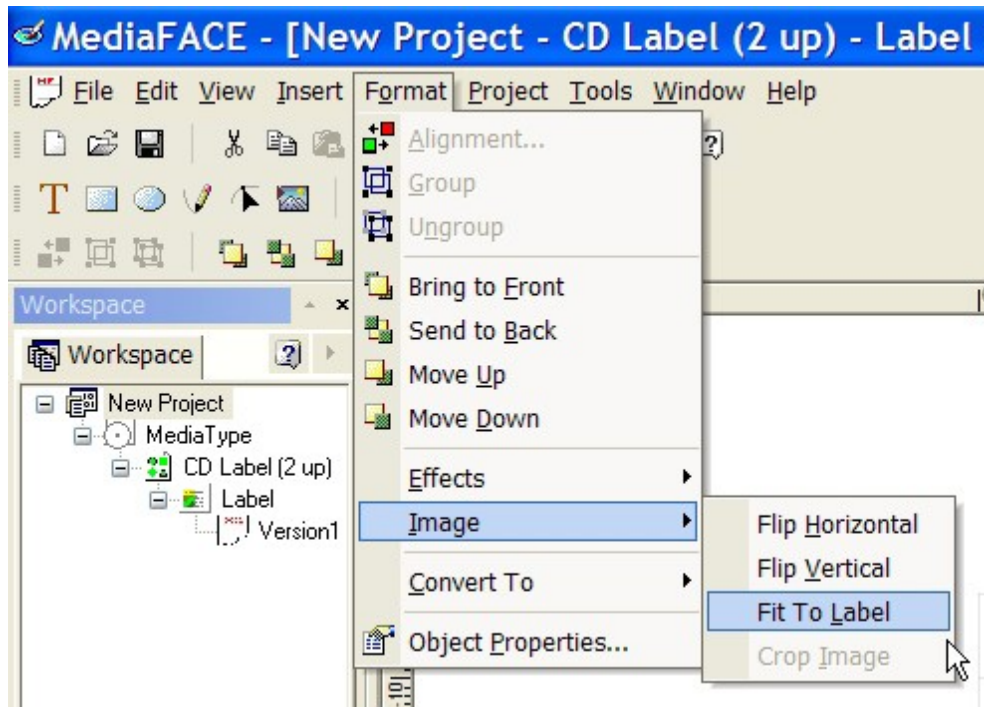 MediaFACE - [New Project - CD Label (2 up) - Label
File Edit View Insert Format Project Tools Window Help
Alignment...
Group
Ungroup
Bring to Front
Send to Back
Move Up
Move Down
Effects
Image
Convert To
Object Properties...
Flip Horizontal
Flip Vertical
Fit To Label
Crop Image
Workspace
Workspace
New Project
MediaType
CD Label (2 up)
Label
Version1